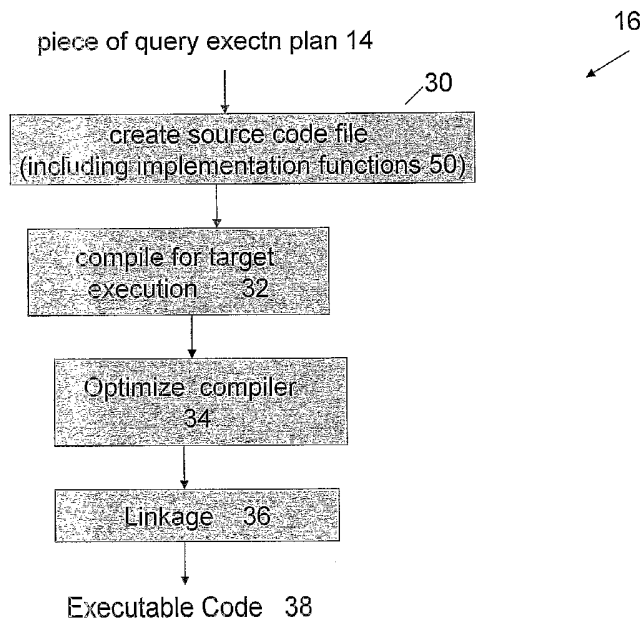 16
piece of query exectn plan 14
30
create source code file
(including implementation functions 50)
compile for target
execution 32
Optimize compiler
34
Linkage 36
Executable Code 38